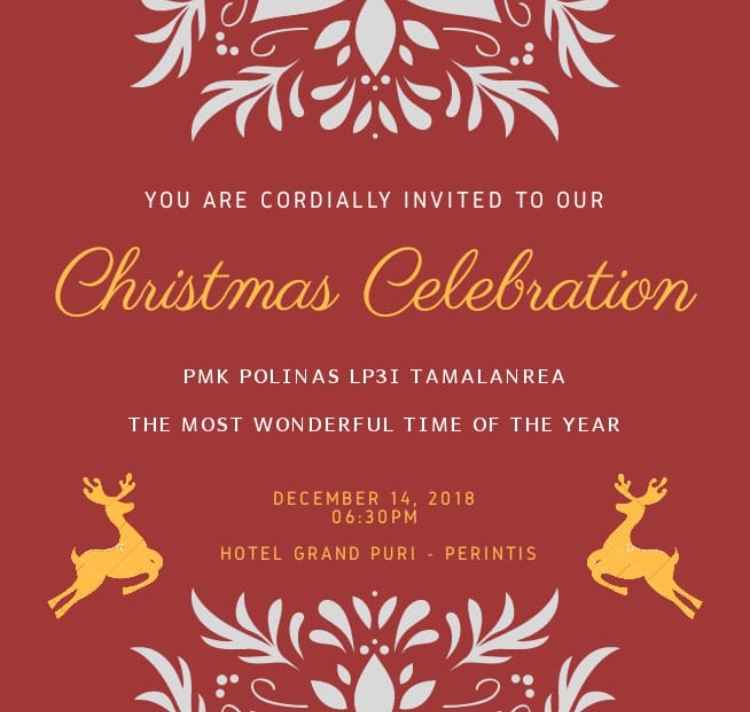 YOU ARE CORDIALLY INVITED TO OUR
Christmas Celebration
PMK POLINAS LP3I TAMALANREA
THE MOST WONDERFUL TIME OF THE YEAR
DECEMBER 14, 2018
06:30PM
HOTEL GRAND PURI - PERINTIS